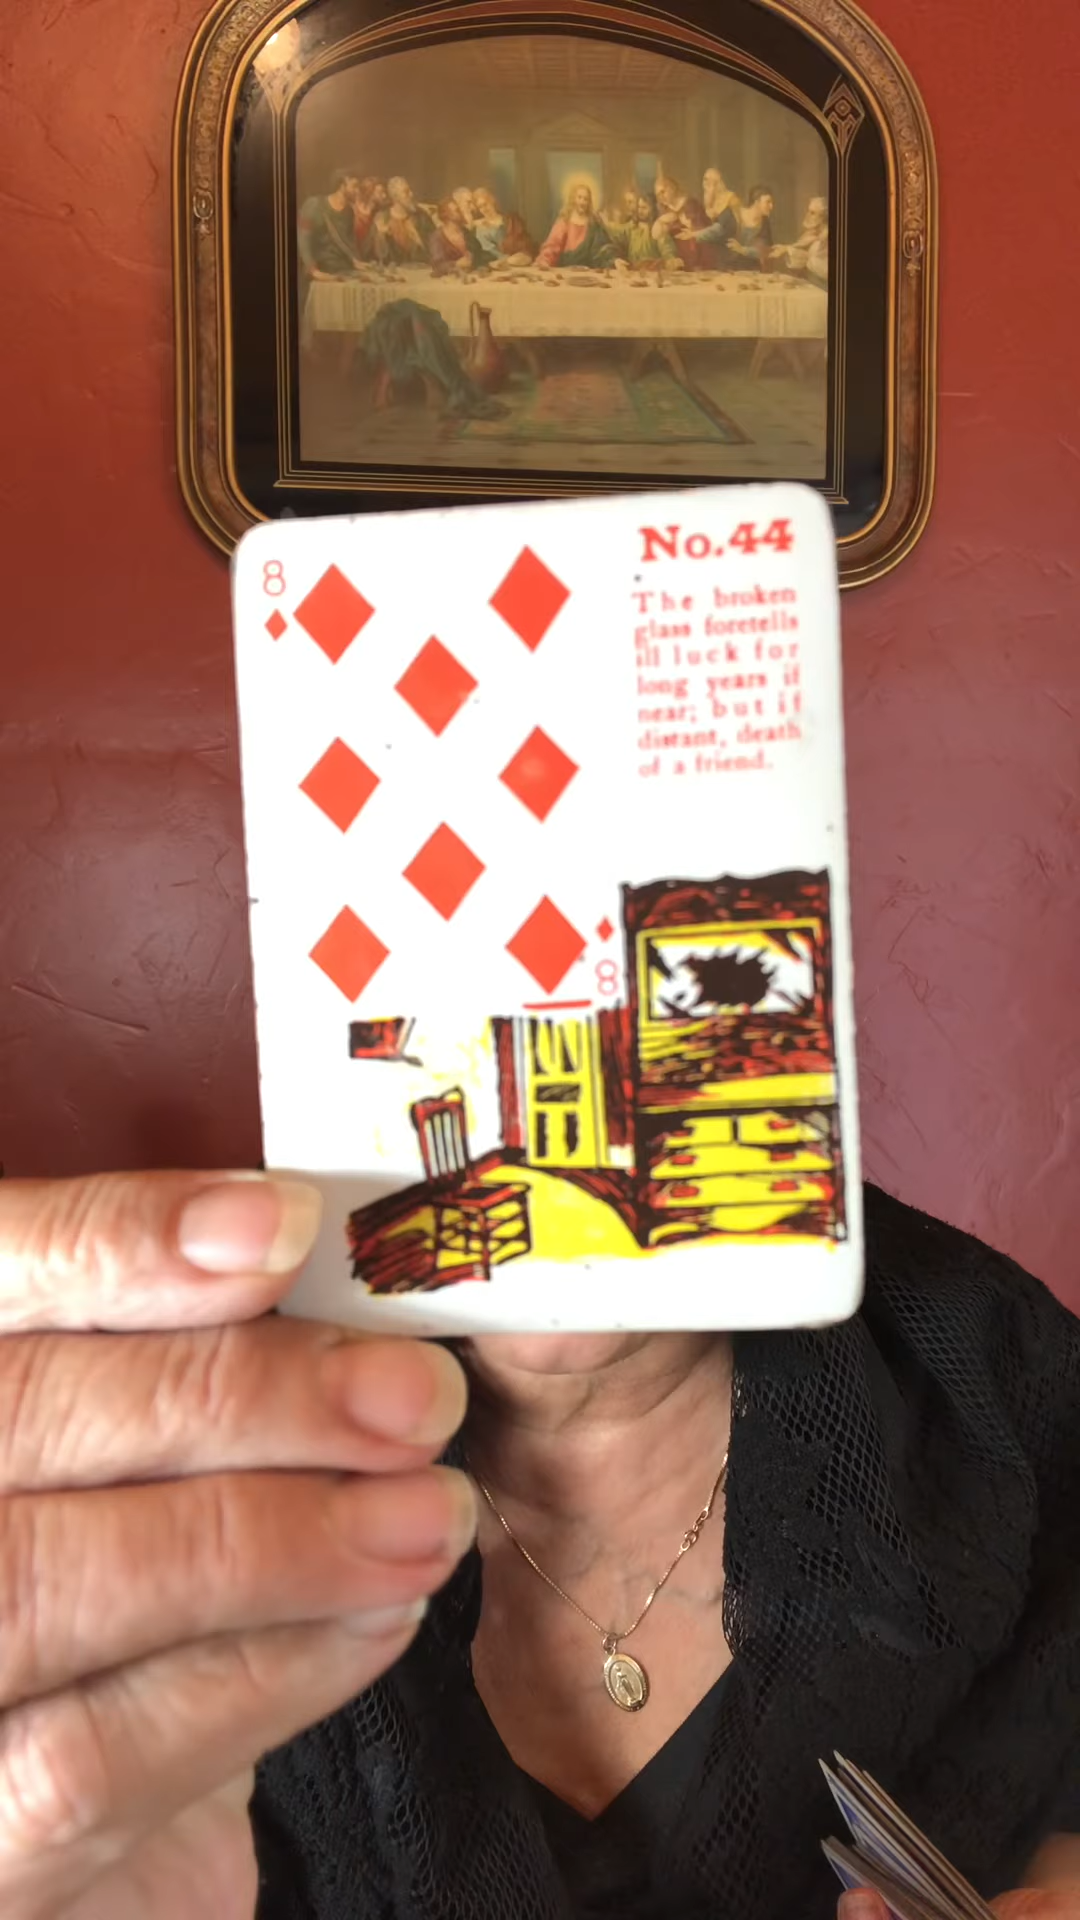 8
No.44
The broken
glass foretells
ill luck for
long years if
near; but if
distant, death
of a friend.
8